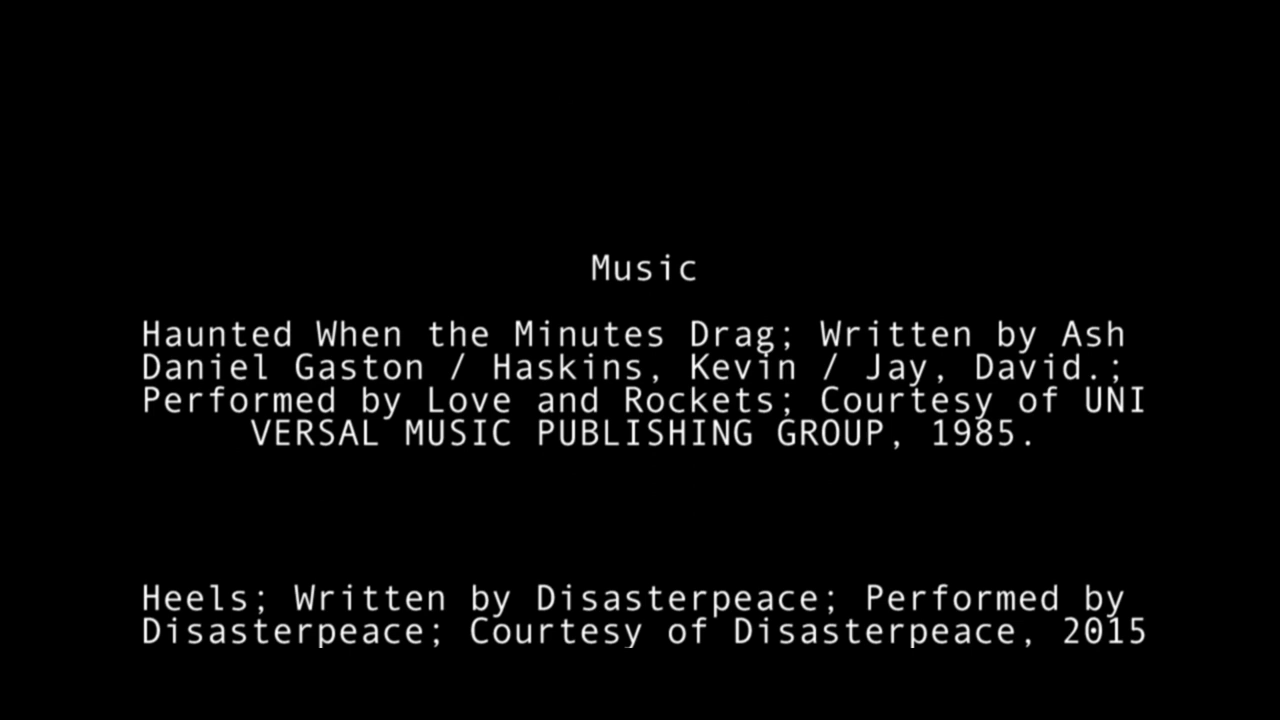 Music
Haunted When the Minutes Drag; Written by Ash
Daniel Gaston / Haskins, Kevin / Jay, David.;
Performed by Love and Rockets; Courtesy of UNI
VERSAL MUSIC PUBLISHING GROUP, 1985.
Heels; Written by Disasterpeace; Performed by
Disasterpeace; Courtesy of Disasterpeace, 2015